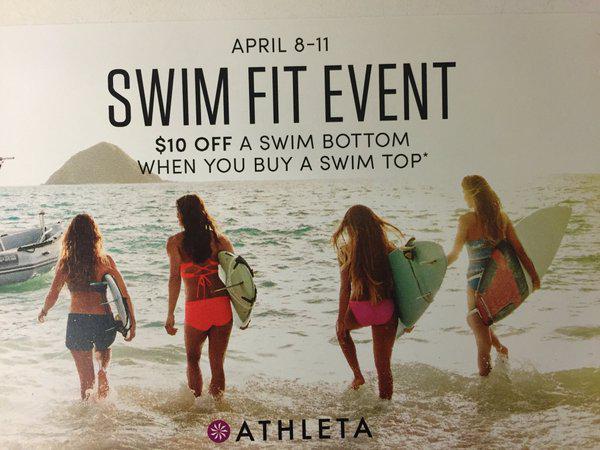 APRIL 8-11
SWIM FIT EVENT
$10 OFF A SWIM BOTTOM
WHEN YOU BUY A SWIM TOP*
ATHLETA